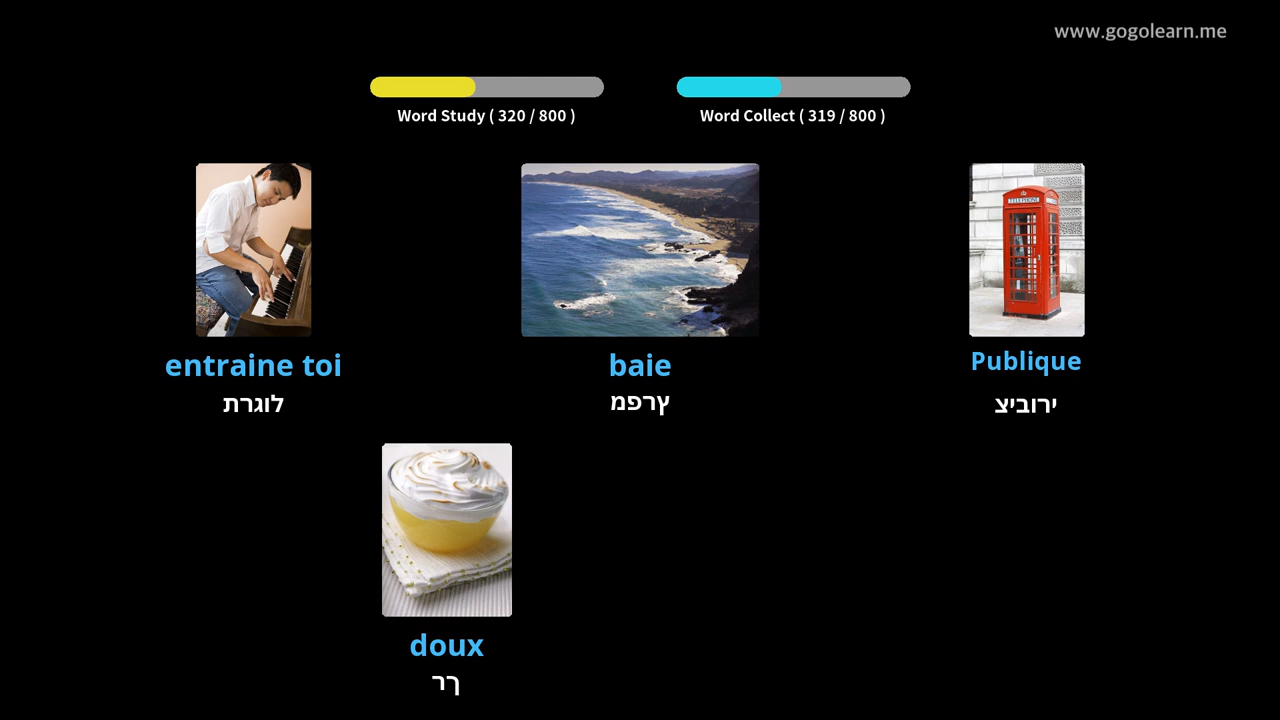 www.gogolearn.me
Word Study ( 320 / 800 )
Word Collect ( 319 / 800 )
TELEPHONE
entraine toi
baie
Publique
לוגרת
ץרפמ
ירוביצ
doux
ךר